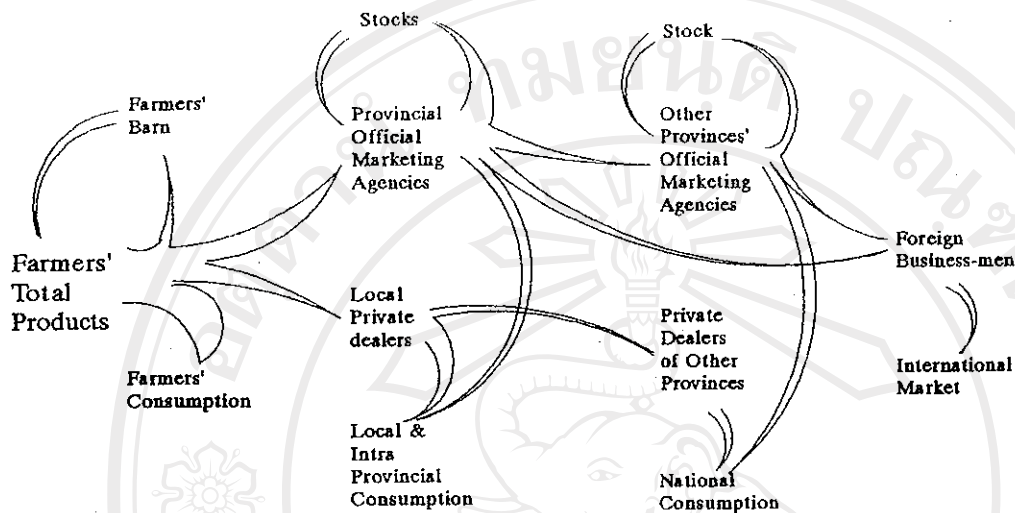 Stocks
Stock
Farmers'
Barn
Provincial
Official
Marketing
Agencies
Other
Provinces'
Official
Marketing
Agencies
Foreign
Business-men
Farmers'
Total
Products
Local
Private
dealers
Private
Dealers
of Other
Provinces
International
Market
Farmers'
Consumption
Local &
Intra
Provincial
Consumption
National
Consumption